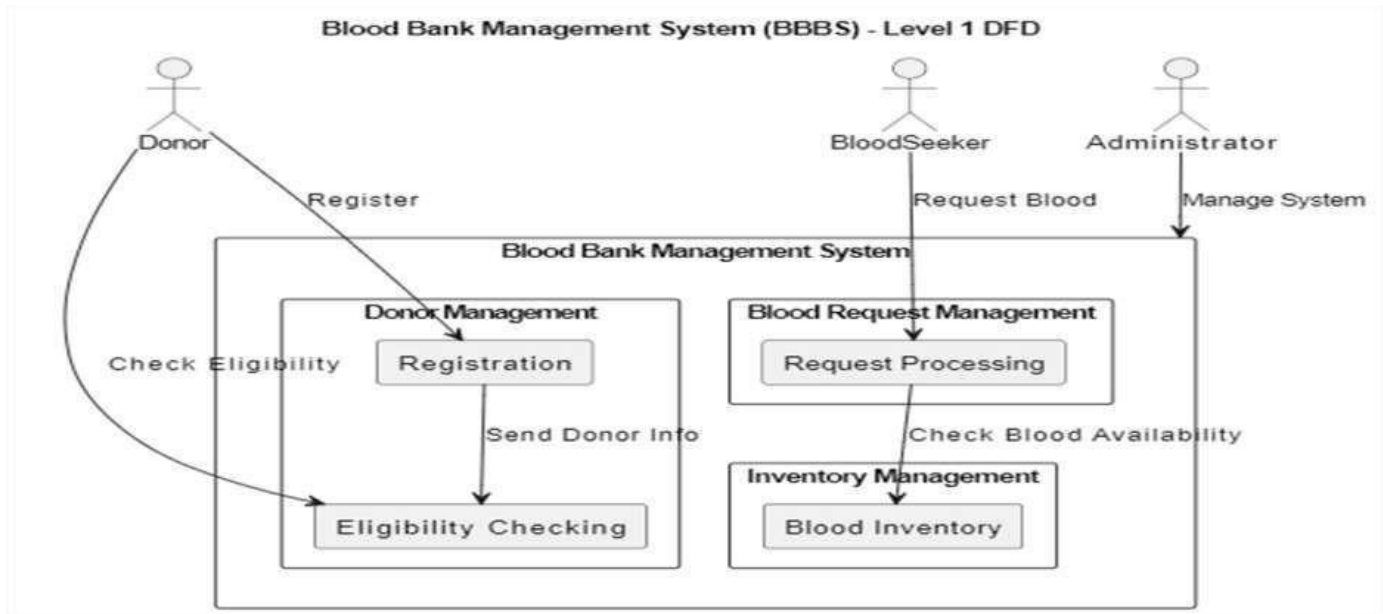 Blood Bank Management System (BBBS) - Level 1 DFD
Donor
BloodSeeker
Administrator
Register
Request Blood
Manage System
Blood Bank Management System
Donor Management
Blood Request Management
Check Eligibility
Registration
Request Processing
Send Donor Info
Check Blood Availability
Inventory Management
Eligibility Checking
Blood Inventory